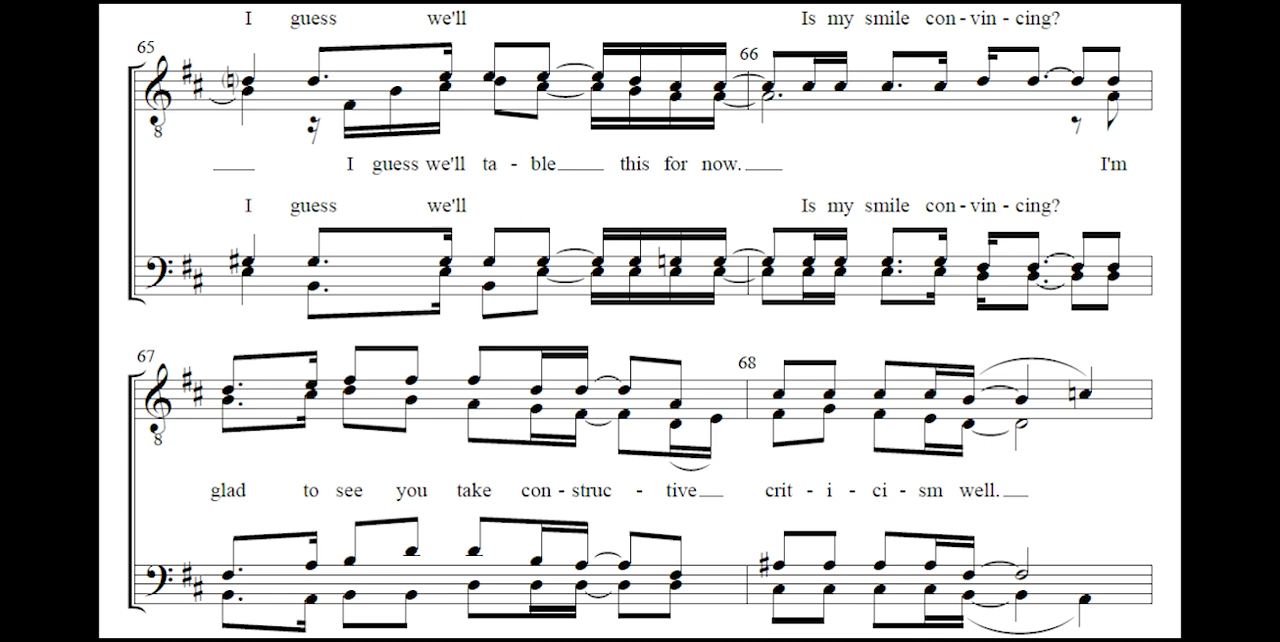 I guess we'll Is my smile con - vin - cing?
65 66
8
I guess we'll ta - ble this for now. I'm
I guess we'll Is my smile con - vin - cing?
67 68
8
glad to see you take con - struc - tive crit - i - ci - sm well.